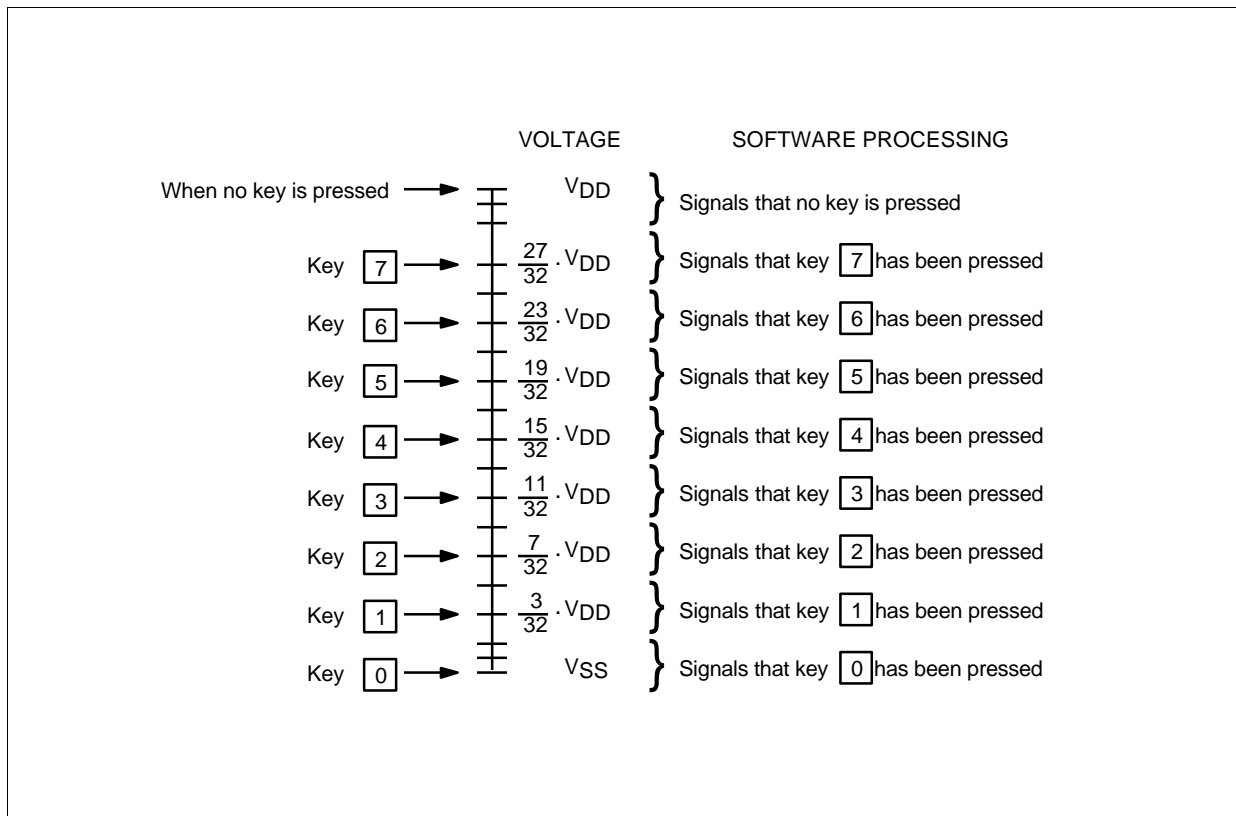 VOLTAGE SOFTWARE PROCESSING
When no key is pressed VDD } Signals that no key is pressed
Key 7 27/32 · VDD } Signals that key 7 has been pressed
Key 6 23/32 · VDD } Signals that key 6 has been pressed
Key 5 19/32 · VDD } Signals that key 5 has been pressed
Key 4 15/32 · VDD } Signals that key 4 has been pressed
Key 3 11/32 · VDD } Signals that key 3 has been pressed
Key 2 7/32 · VDD } Signals that key 2 has been pressed
Key 1 3/32 · VDD } Signals that key 1 has been pressed
Key 0 VSS } Signals that key 0 has been pressed